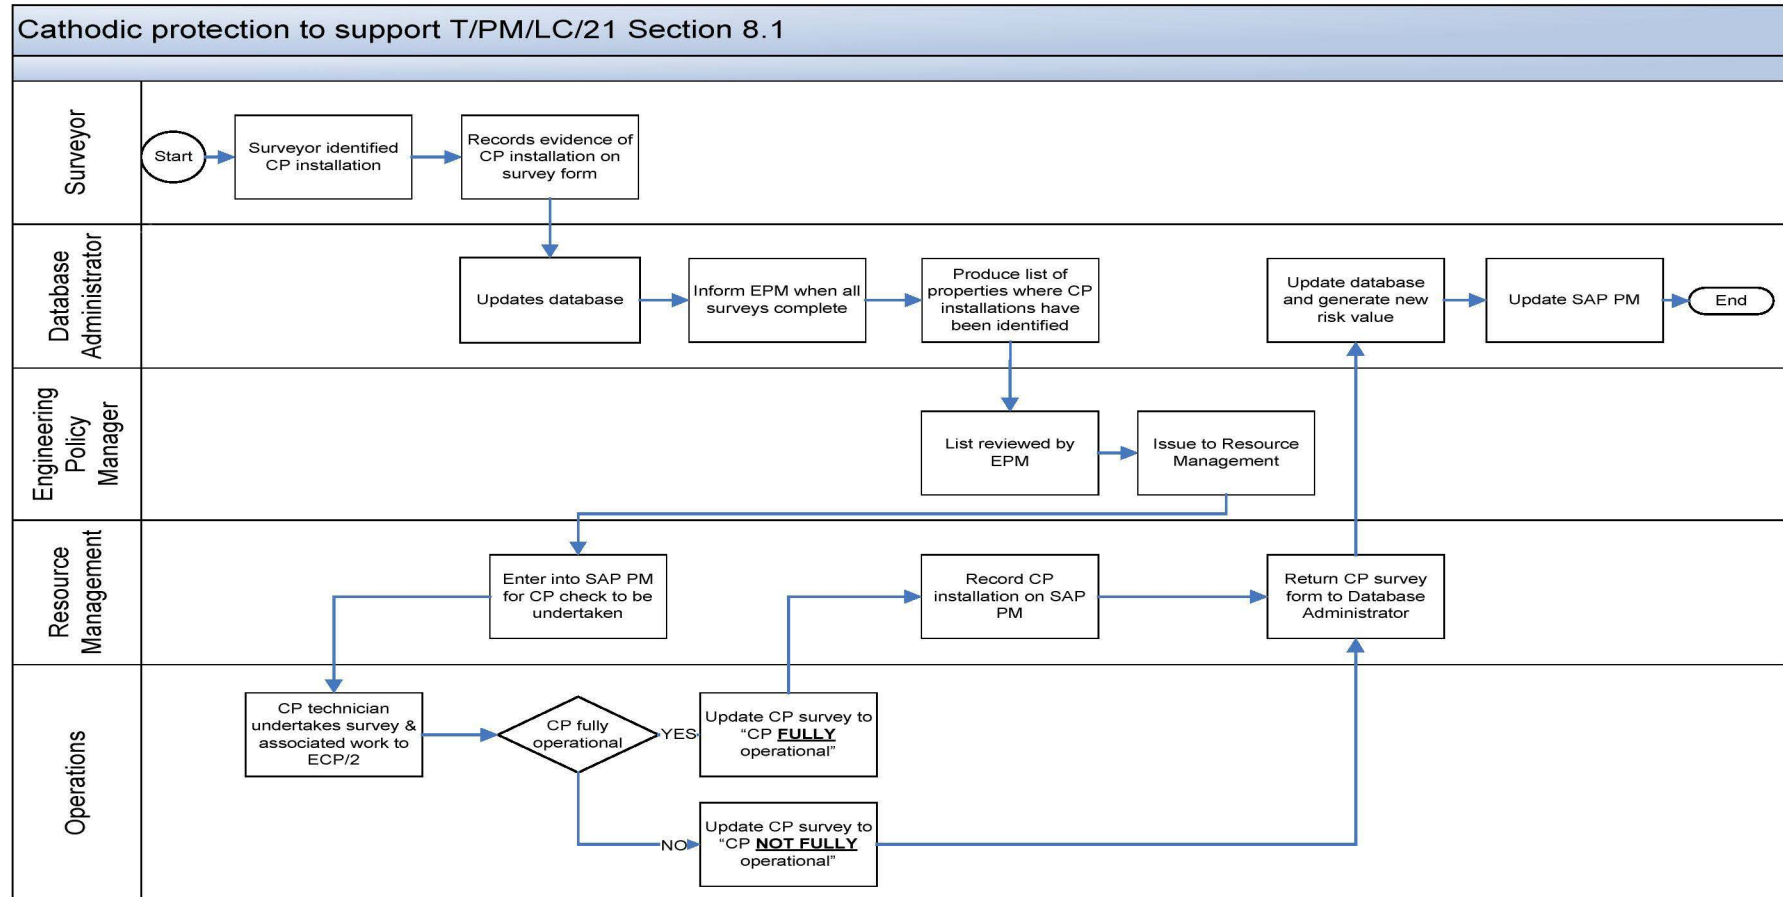 Cathodic protection to support T/PM/LC/21 Section 8.1
Surveyor
Start
Surveyor identified
CP installation
Records evidence of
CP installation on
survey form
Database
Administrator
Updates database
Inform EPM when all
surveys complete
Produce list of
properties where CP
installations have
been identified
Update database
and generate new
risk value
Update SAP PM
End
Engineering
Policy
Manager
List reviewed by
EPM
Issue to Resource
Management
Resource
Management
Enter into SAP PM
for CP check to be
undertaken
Record CP
installation on SAP
PM
Return CP survey
form to Database
Administrator
Operations
CP technician
undertakes survey &
associated work to
ECP/2
CP fully
operational
YES
Update CP survey to
“CP FULLY
operational”
NO
Update CP survey to
“CP NOT FULLY
operational”